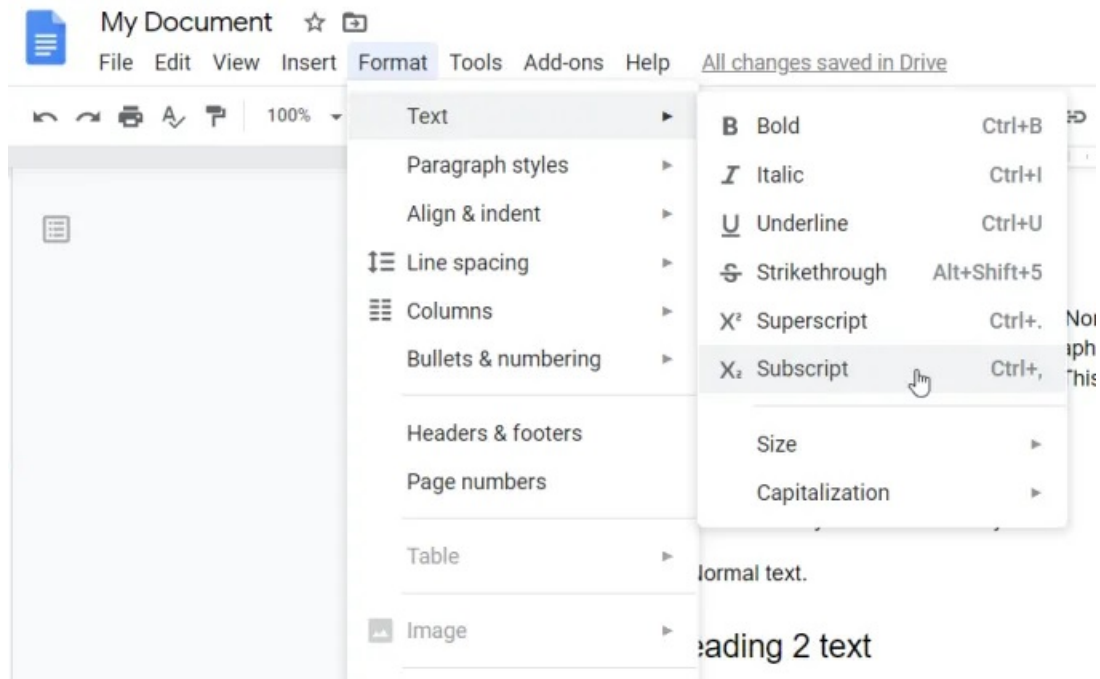 My Document
File Edit View Insert Format Tools Add-ons Help All changes saved in Drive
100%
Text
Paragraph styles
Align & indent
Line spacing
Columns
Bullets & numbering
Headers & footers
Page numbers
Table
Image
B Bold Ctrl+B
I Italic Ctrl+I
U Underline Ctrl+U
S Strikethrough Alt+Shift+5
X² Superscript Ctrl+.
X₂ Subscript Ctrl+,
Size
Capitalization
text.
2 text